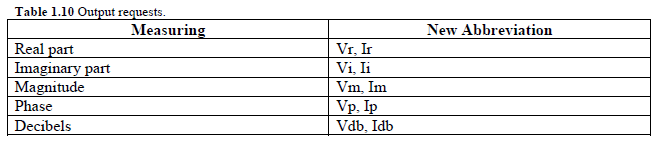 Table 1.10 Output requests.
Measuring New Abbreviation
Real part Vr, Ir
Imaginary part Vi, Ii
Magnitude Vm, Im
Phase Vp, Ip
Decibels Vdb, Idb